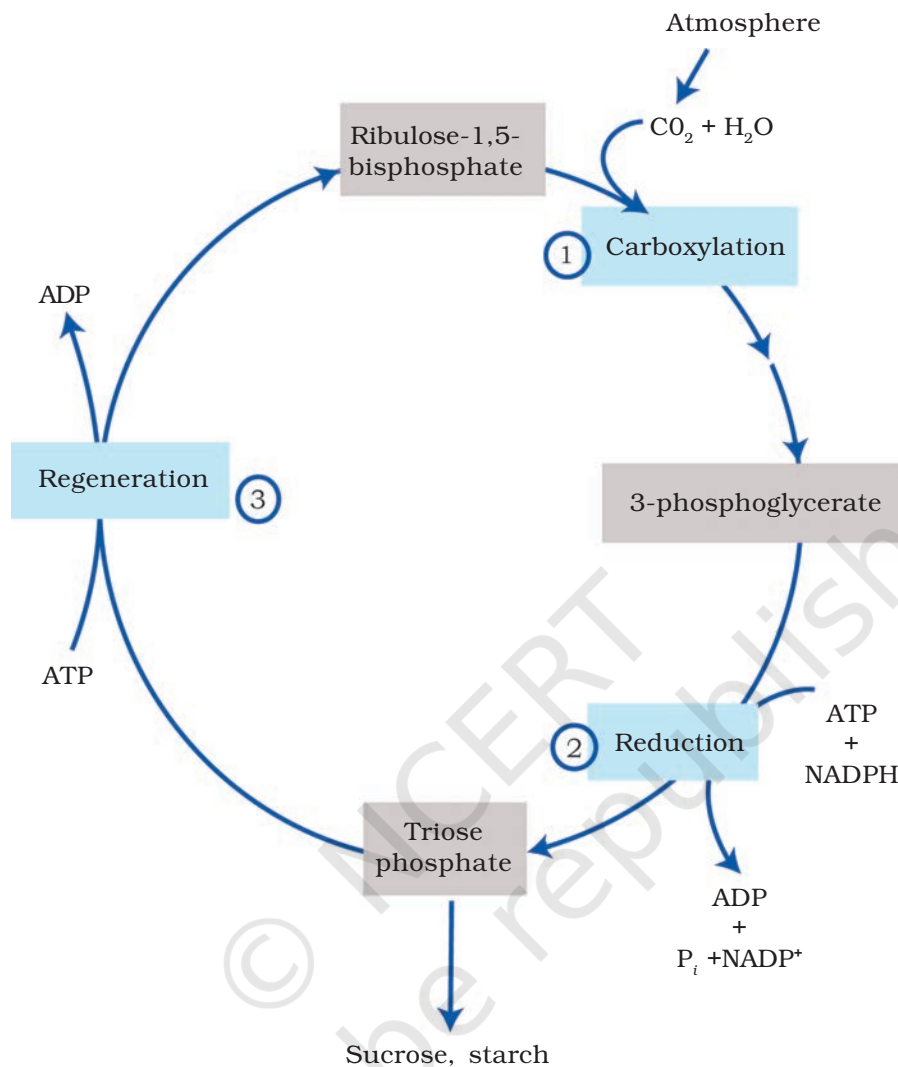 Atmosphere
C0₂ + H₂O
Ribulose-1,5-
bisphosphate
1
Carboxylation
ADP
Regeneration
3
3-phosphoglycerate
ATP
2
Reduction
ATP
+
NADPH
Triose
phosphate
ADP
+
Pᵢ +NADP⁺
Sucrose, starch
© NCERT
be republish